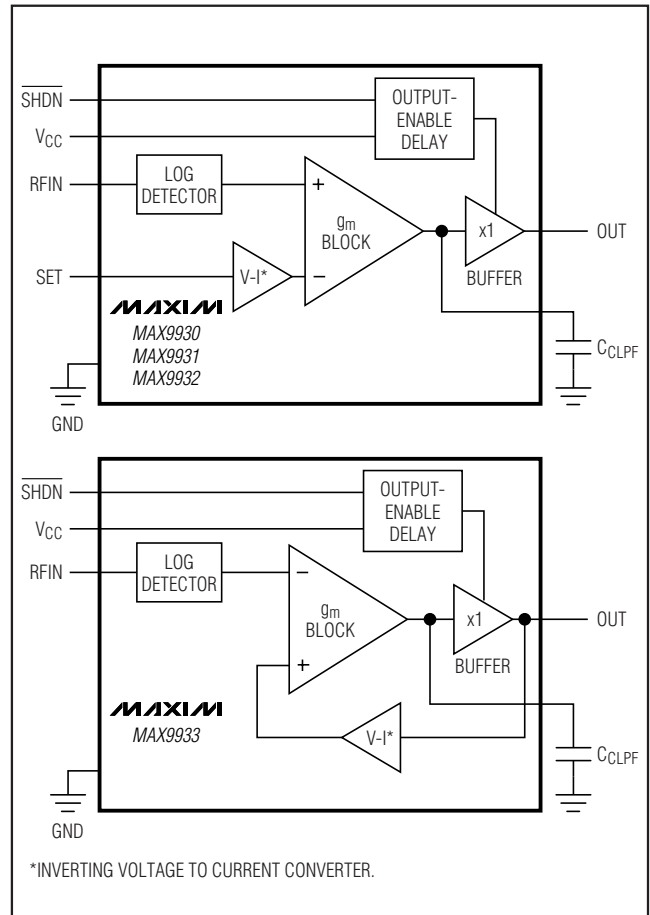 SHDN
OUTPUT-
ENABLE
DELAY
VCC
RFIN
LOG
DETECTOR
+
gm
BLOCK
−
x1
BUFFER
OUT
SET
V-I*
MAXIM
MAX9930
MAX9931
MAX9932
CCLPF
GND
SHDN
OUTPUT-
ENABLE
DELAY
VCC
RFIN
LOG
DETECTOR
−
gm
BLOCK
+
x1
BUFFER
OUT
V-I*
MAXIM
MAX9933
CCLPF
GND
*INVERTING VOLTAGE TO CURRENT CONVERTER.